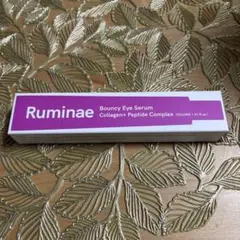 Ruminae
Bouncy Eye Serum
Collagen+ Peptide Complex